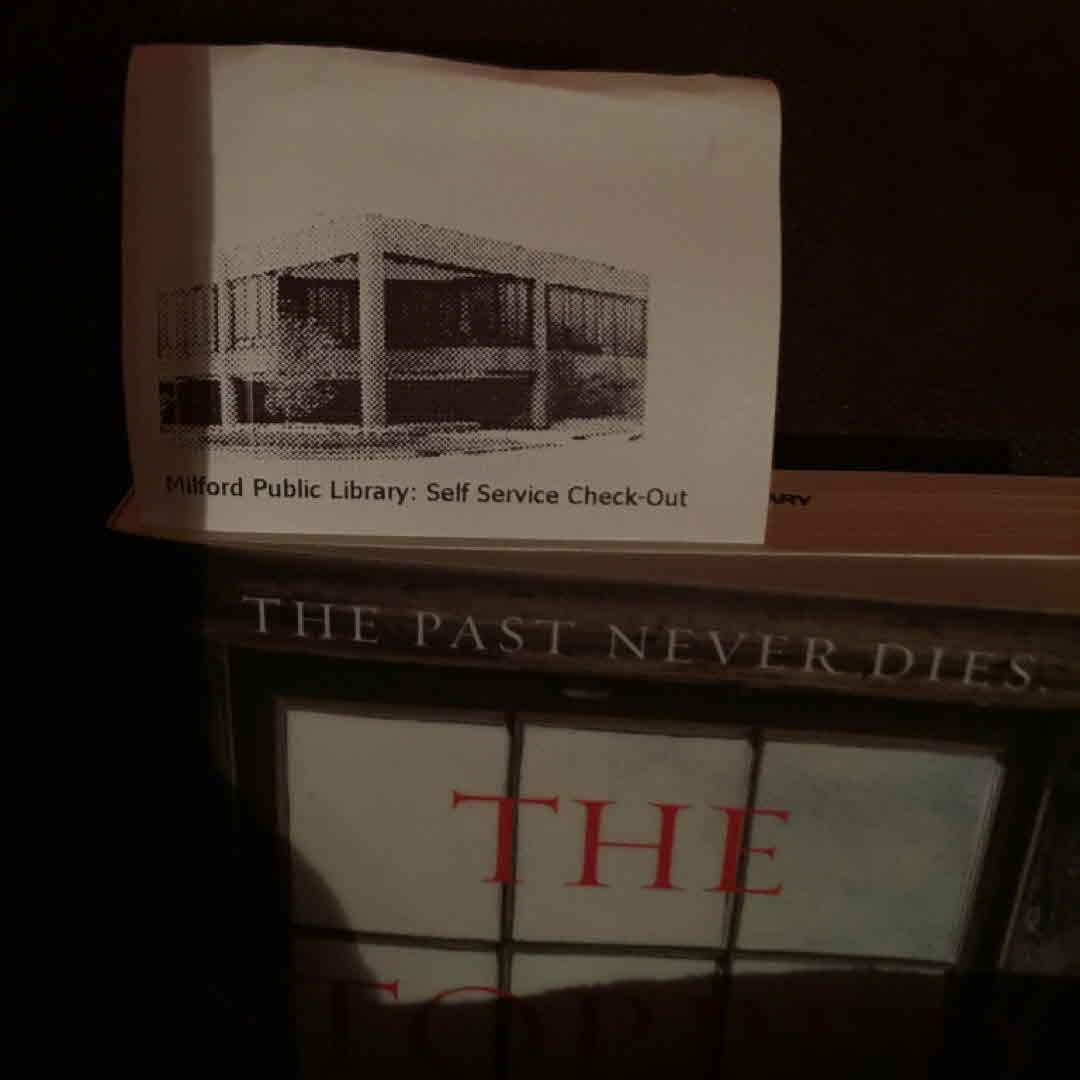 Milford Public Library: Self Service Check-Out
THE PAST NEVER DIES.
THE